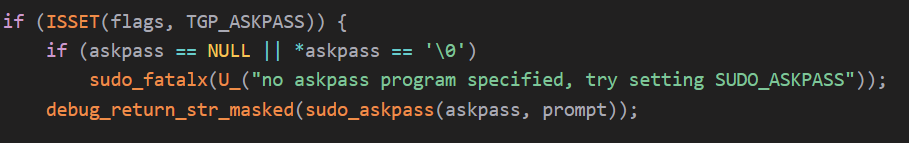 if (ISSET(flags, TGP_ASKPASS)) {
if (askpass == NULL || *askpass == '\0')
sudo_fatalx(U_("no askpass program specified, try setting SUDO_ASKPASS"));
debug_return_str_masked(sudo_askpass(askpass, prompt));